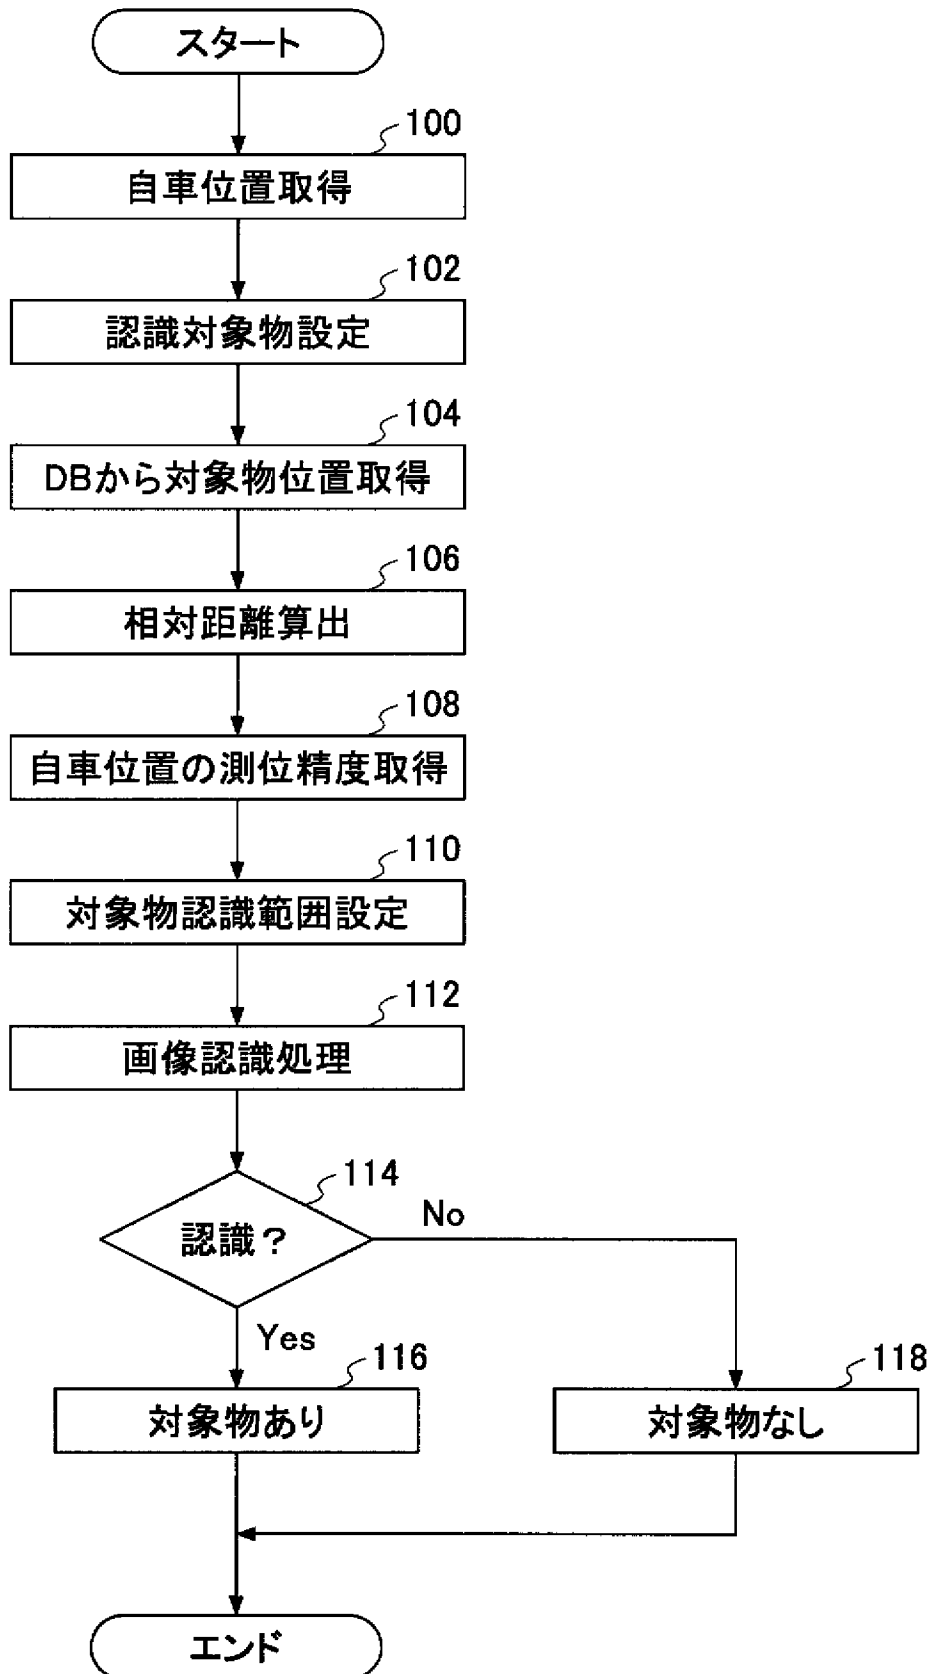 スタート
100
自車位置取得
102
認識対象物設定
104
DBから対象物位置取得
106
相対距離算出
108
自車位置の測位精度取得
110
対象物認識範囲設定
112
画像認識処理
114
認識？
No
Yes
116
対象物あり
118
対象物なし
エンド